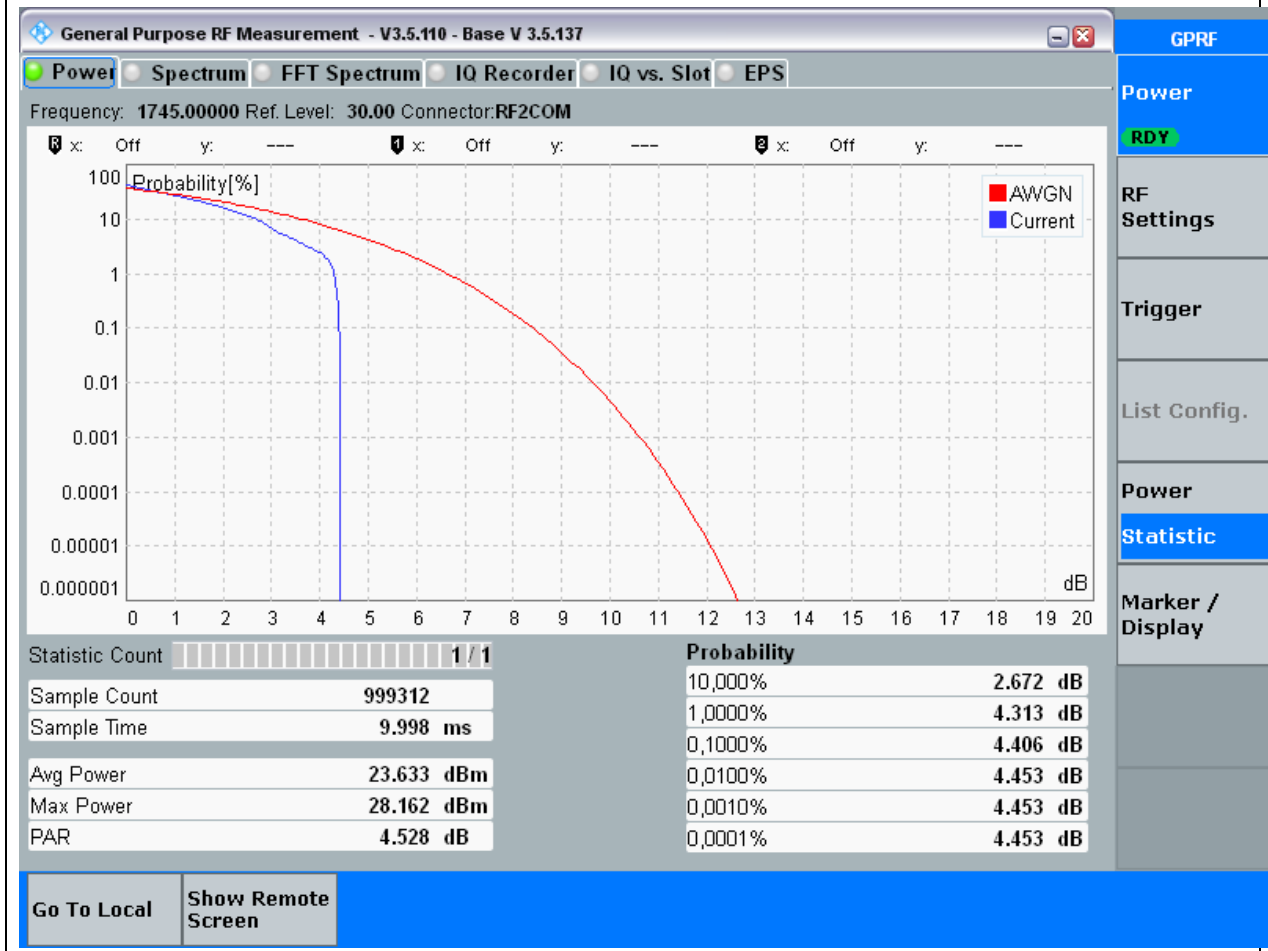 General Purpose RF Measurement - V3.5.110 - Base V 3.5.137
GPRF
Power Spectrum FFT Spectrum IQ Recorder IQ vs. Slot EPS
Frequency: 1745.00000 Ref. Level: 30.00 Connector:RF2COM
R x: Off y: --- 1 x: Off y: --- 2 x: Off y: ---
Probability[%]
AWGN
Current
100
10
1
0.1
0.01
0.001
0.0001
0.00001
0.000001
dB
0 1 2 3 4 5 6 7 8 9 10 11 12 13 14 15 16 17 18 19 20
Statistic Count 1 / 1
Sample Count 999312
Sample Time 9.998 ms
Avg Power 23.633 dBm
Max Power 28.162 dBm
PAR 4.528 dB
Probability
10,000% 2.672 dB
1,0000% 4.313 dB
0,1000% 4.406 dB
0,0100% 4.453 dB
0,0010% 4.453 dB
0,0001% 4.453 dB
Power
RDY
RF
Settings
Trigger
List Config.
Power
Statistic
Marker /
Display
Go To Local
Show Remote
Screen